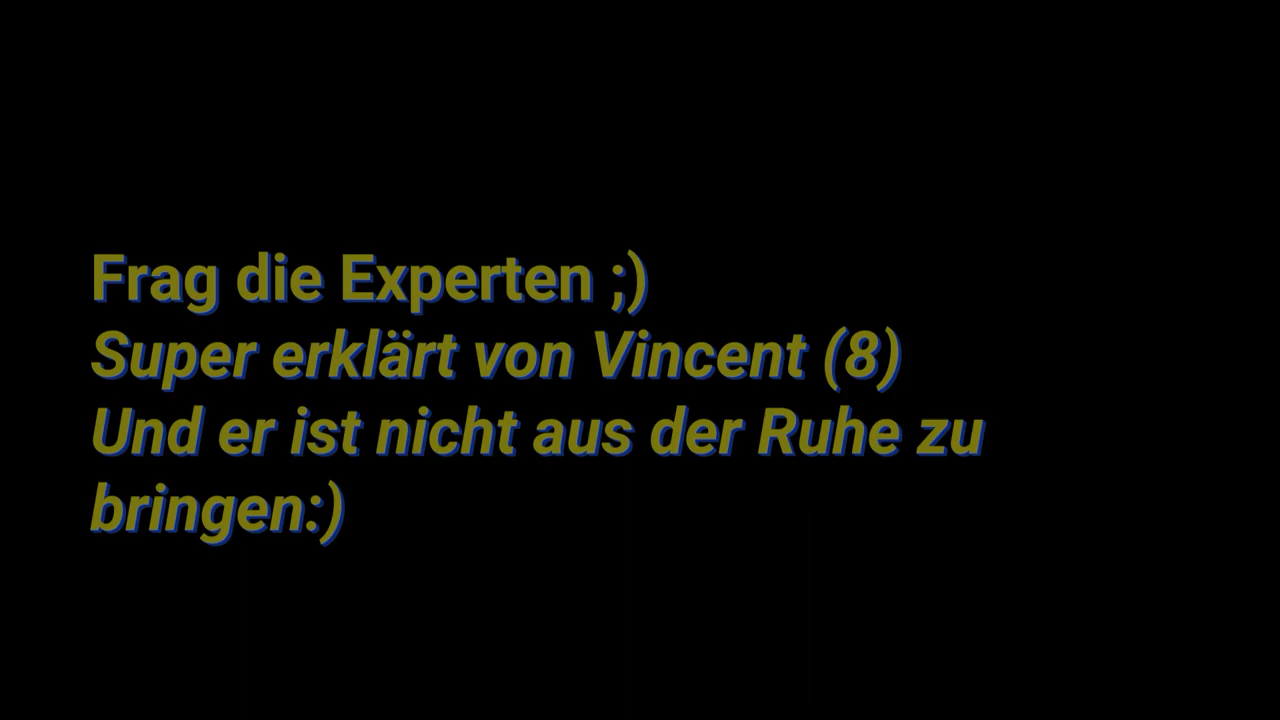 Frag die Experten ;)
Super erklärt von Vincent (8)
Und er ist nicht aus der Ruhe zu
bringen:)